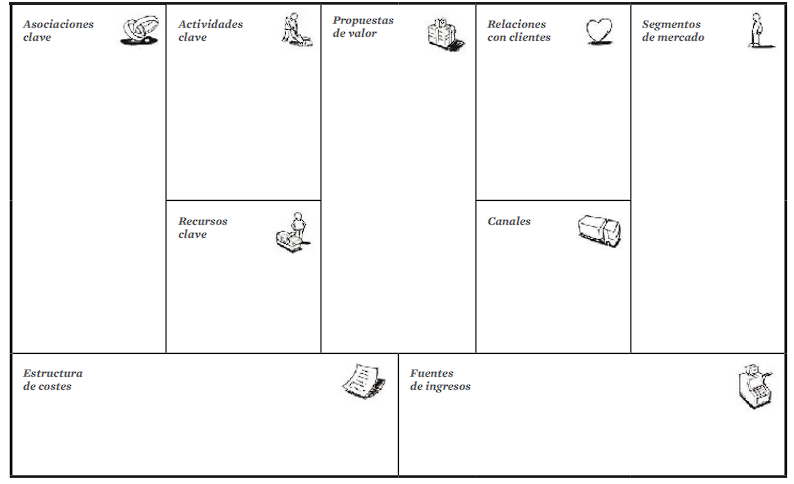 Asociaciones
clave
Actividades
clave
Propuestas
de valor
Relaciones
con clientes
Segmentos
de mercado
Recursos
clave
Canales
Estructura
de costes
Fuentes
de ingresos